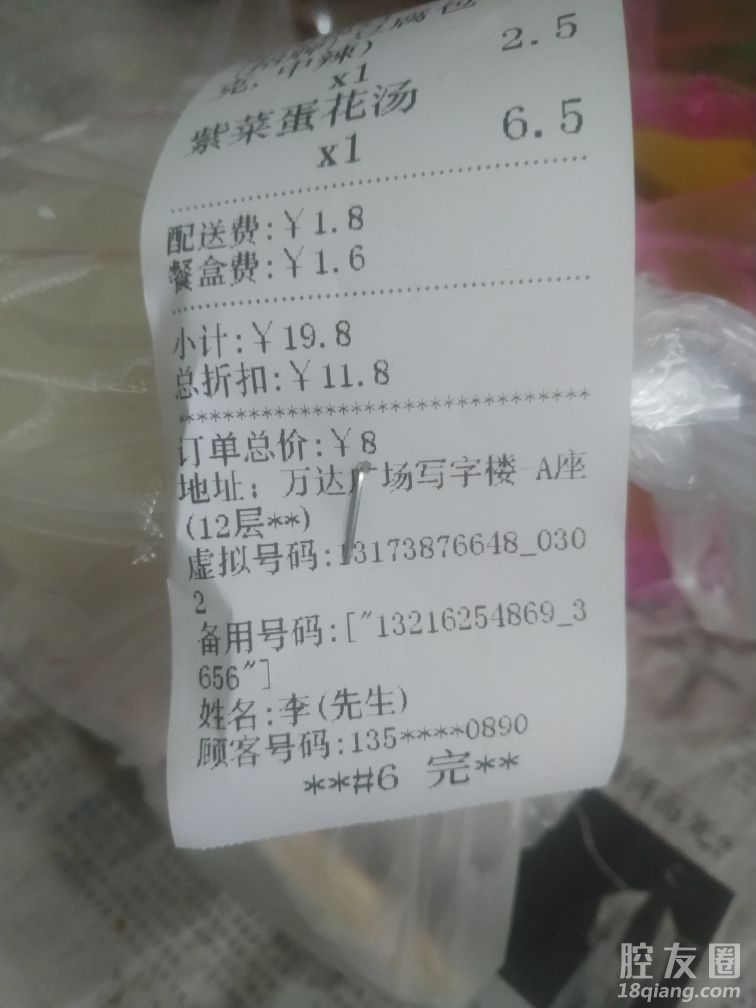 克,中辣)
x1
2.5
紫菜蛋花汤
x1
6.5
配送费:￥1.8
餐盒费:￥1.6
小计:￥19.8
总折扣:￥11.8
******************************
订单总价:￥8
地址: 万达广场写字楼-A座
(12层**)
虚拟号码:13173876648_030
2
备用号码:["13216254869_3
656"]
姓名:李(先生)
顾客号码:135****0890
**#6 完**
腔友圈
18qiang.com